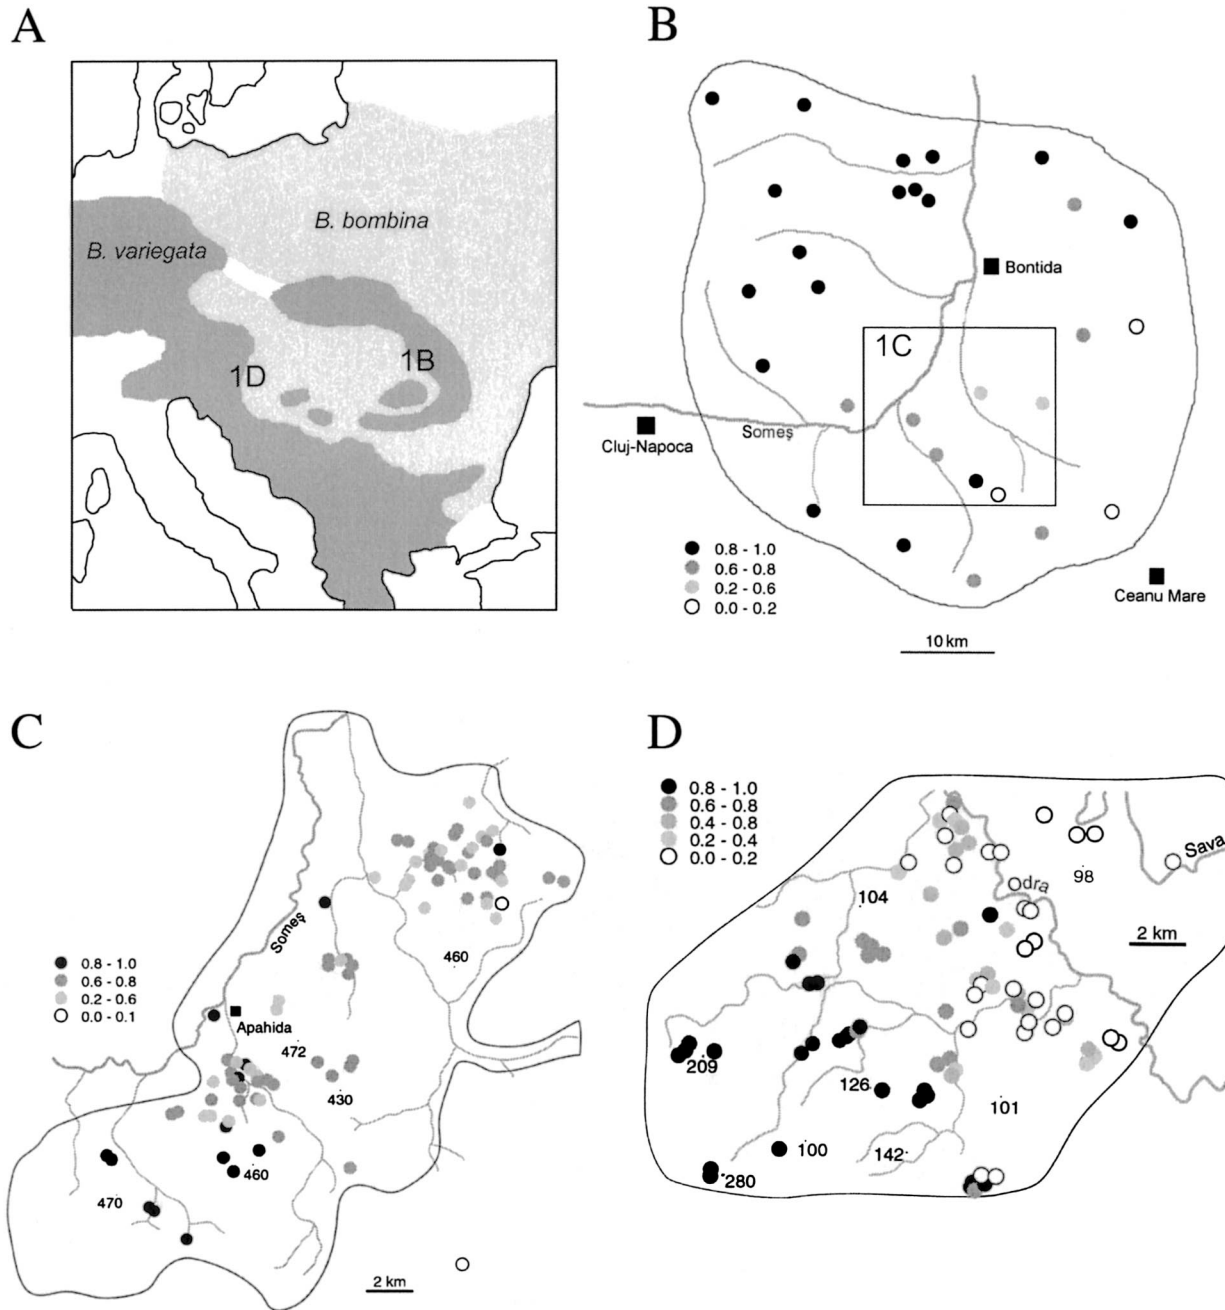 A
B. bombina
B. variegata
1D
1B
B
Bontida
1C
Cluj-Napoca
Someş
0.8 - 1.0
0.6 - 0.8
0.2 - 0.6
0.0 - 0.2
Ceanu Mare
10 km
C
Someş
460
0.8 - 1.0
0.6 - 0.8
0.2 - 0.6
0.0 - 0.1
Apahida
472
430
460
470
2 km
D
0.8 - 1.0
0.6 - 0.8
0.4 - 0.8
0.2 - 0.4
0.0 - 0.2
Sava
98
Odra
104
2 km
209
126
101
100
142
280